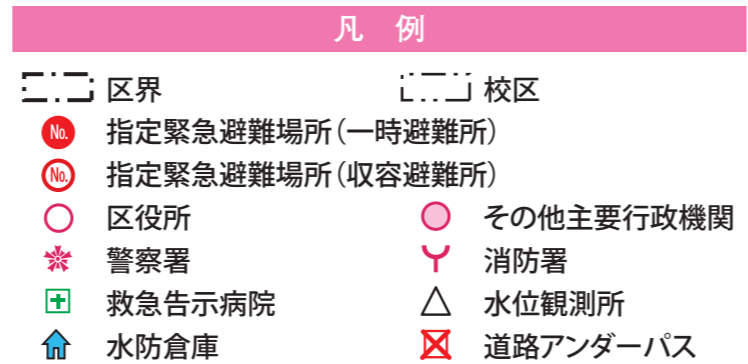 凡 例
区界 校区
No. 指定緊急避難場所(一時避難所)
No. 指定緊急避難場所(収容避難所)
区役所 その他主要行政機関
警察署 消防署
救急告示病院 水位観測所
水防倉庫 道路アンダーパス